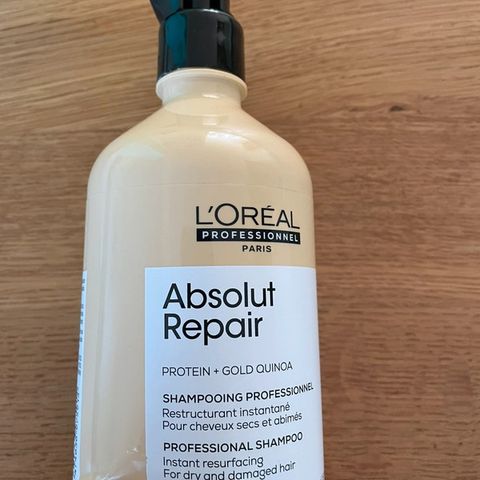 L'ORÉAL
PROFESSIONNEL
PARIS
Absolut
Repair
PROTEIN + GOLD QUINOA
SHAMPOOING PROFESSIONNEL
Restructurant instantané
Pour cheveux secs et abîmés
PROFESSIONAL SHAMPOO
Instant resurfacing
For dry and damaged hair